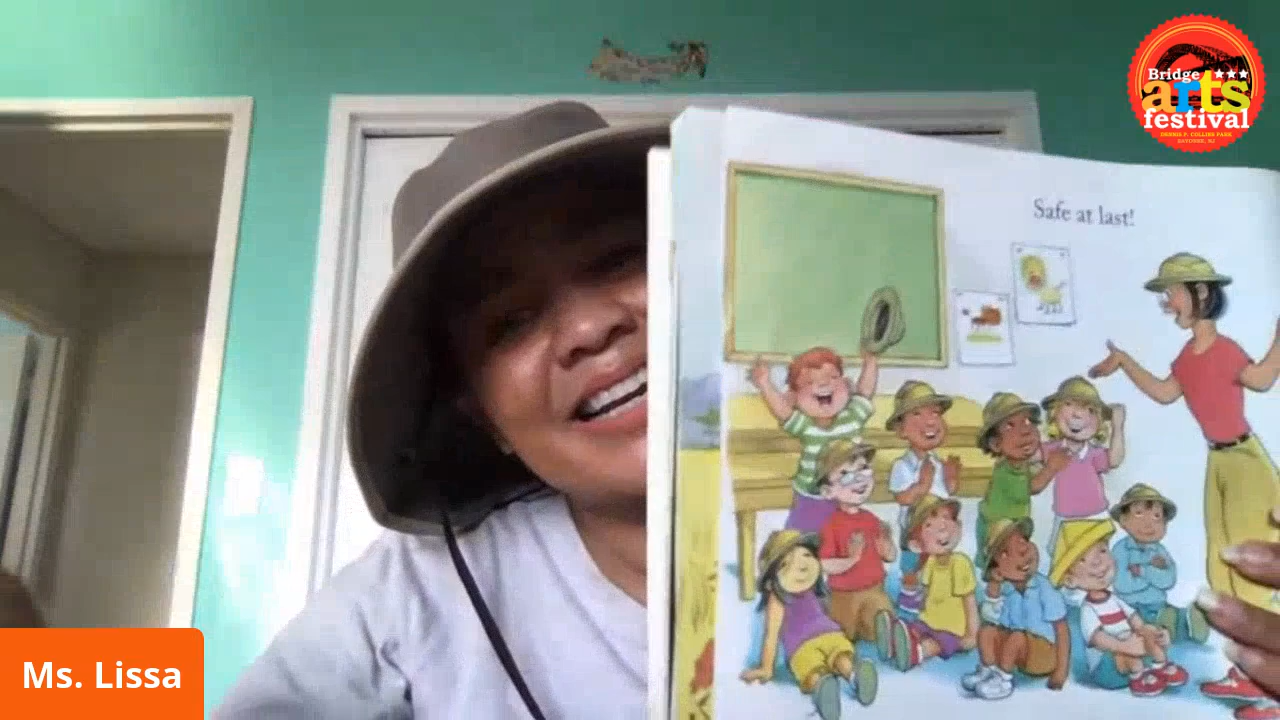 Bridge
arts
festival
DENNIS P. COLLINS PARK
BAYONNE, NJ
Safe at last!
Ms. Lissa